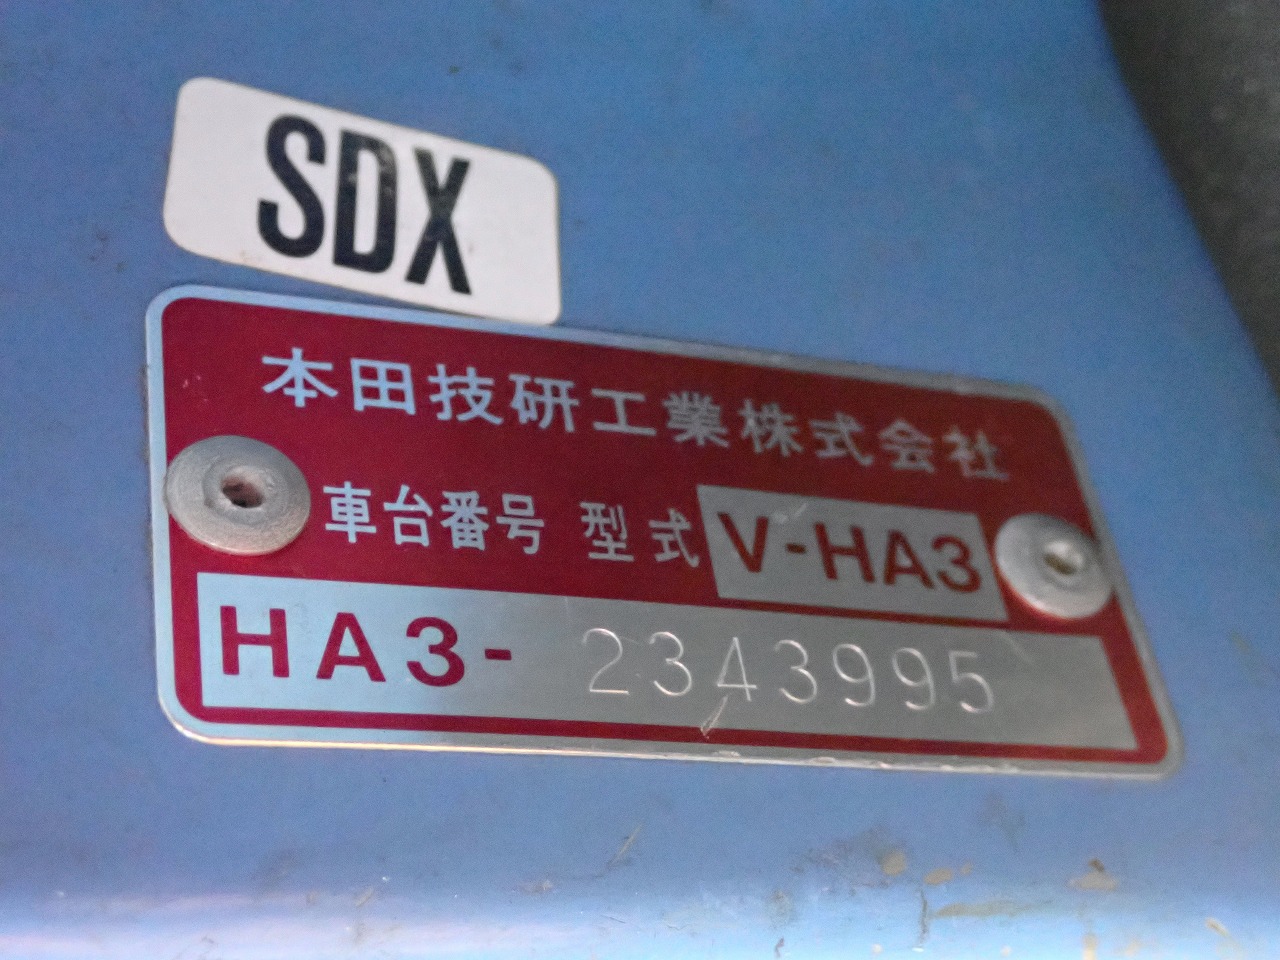 SDX
本田技研工業株式会社
車台番号 型式 V-HA3
HA3- 2343995